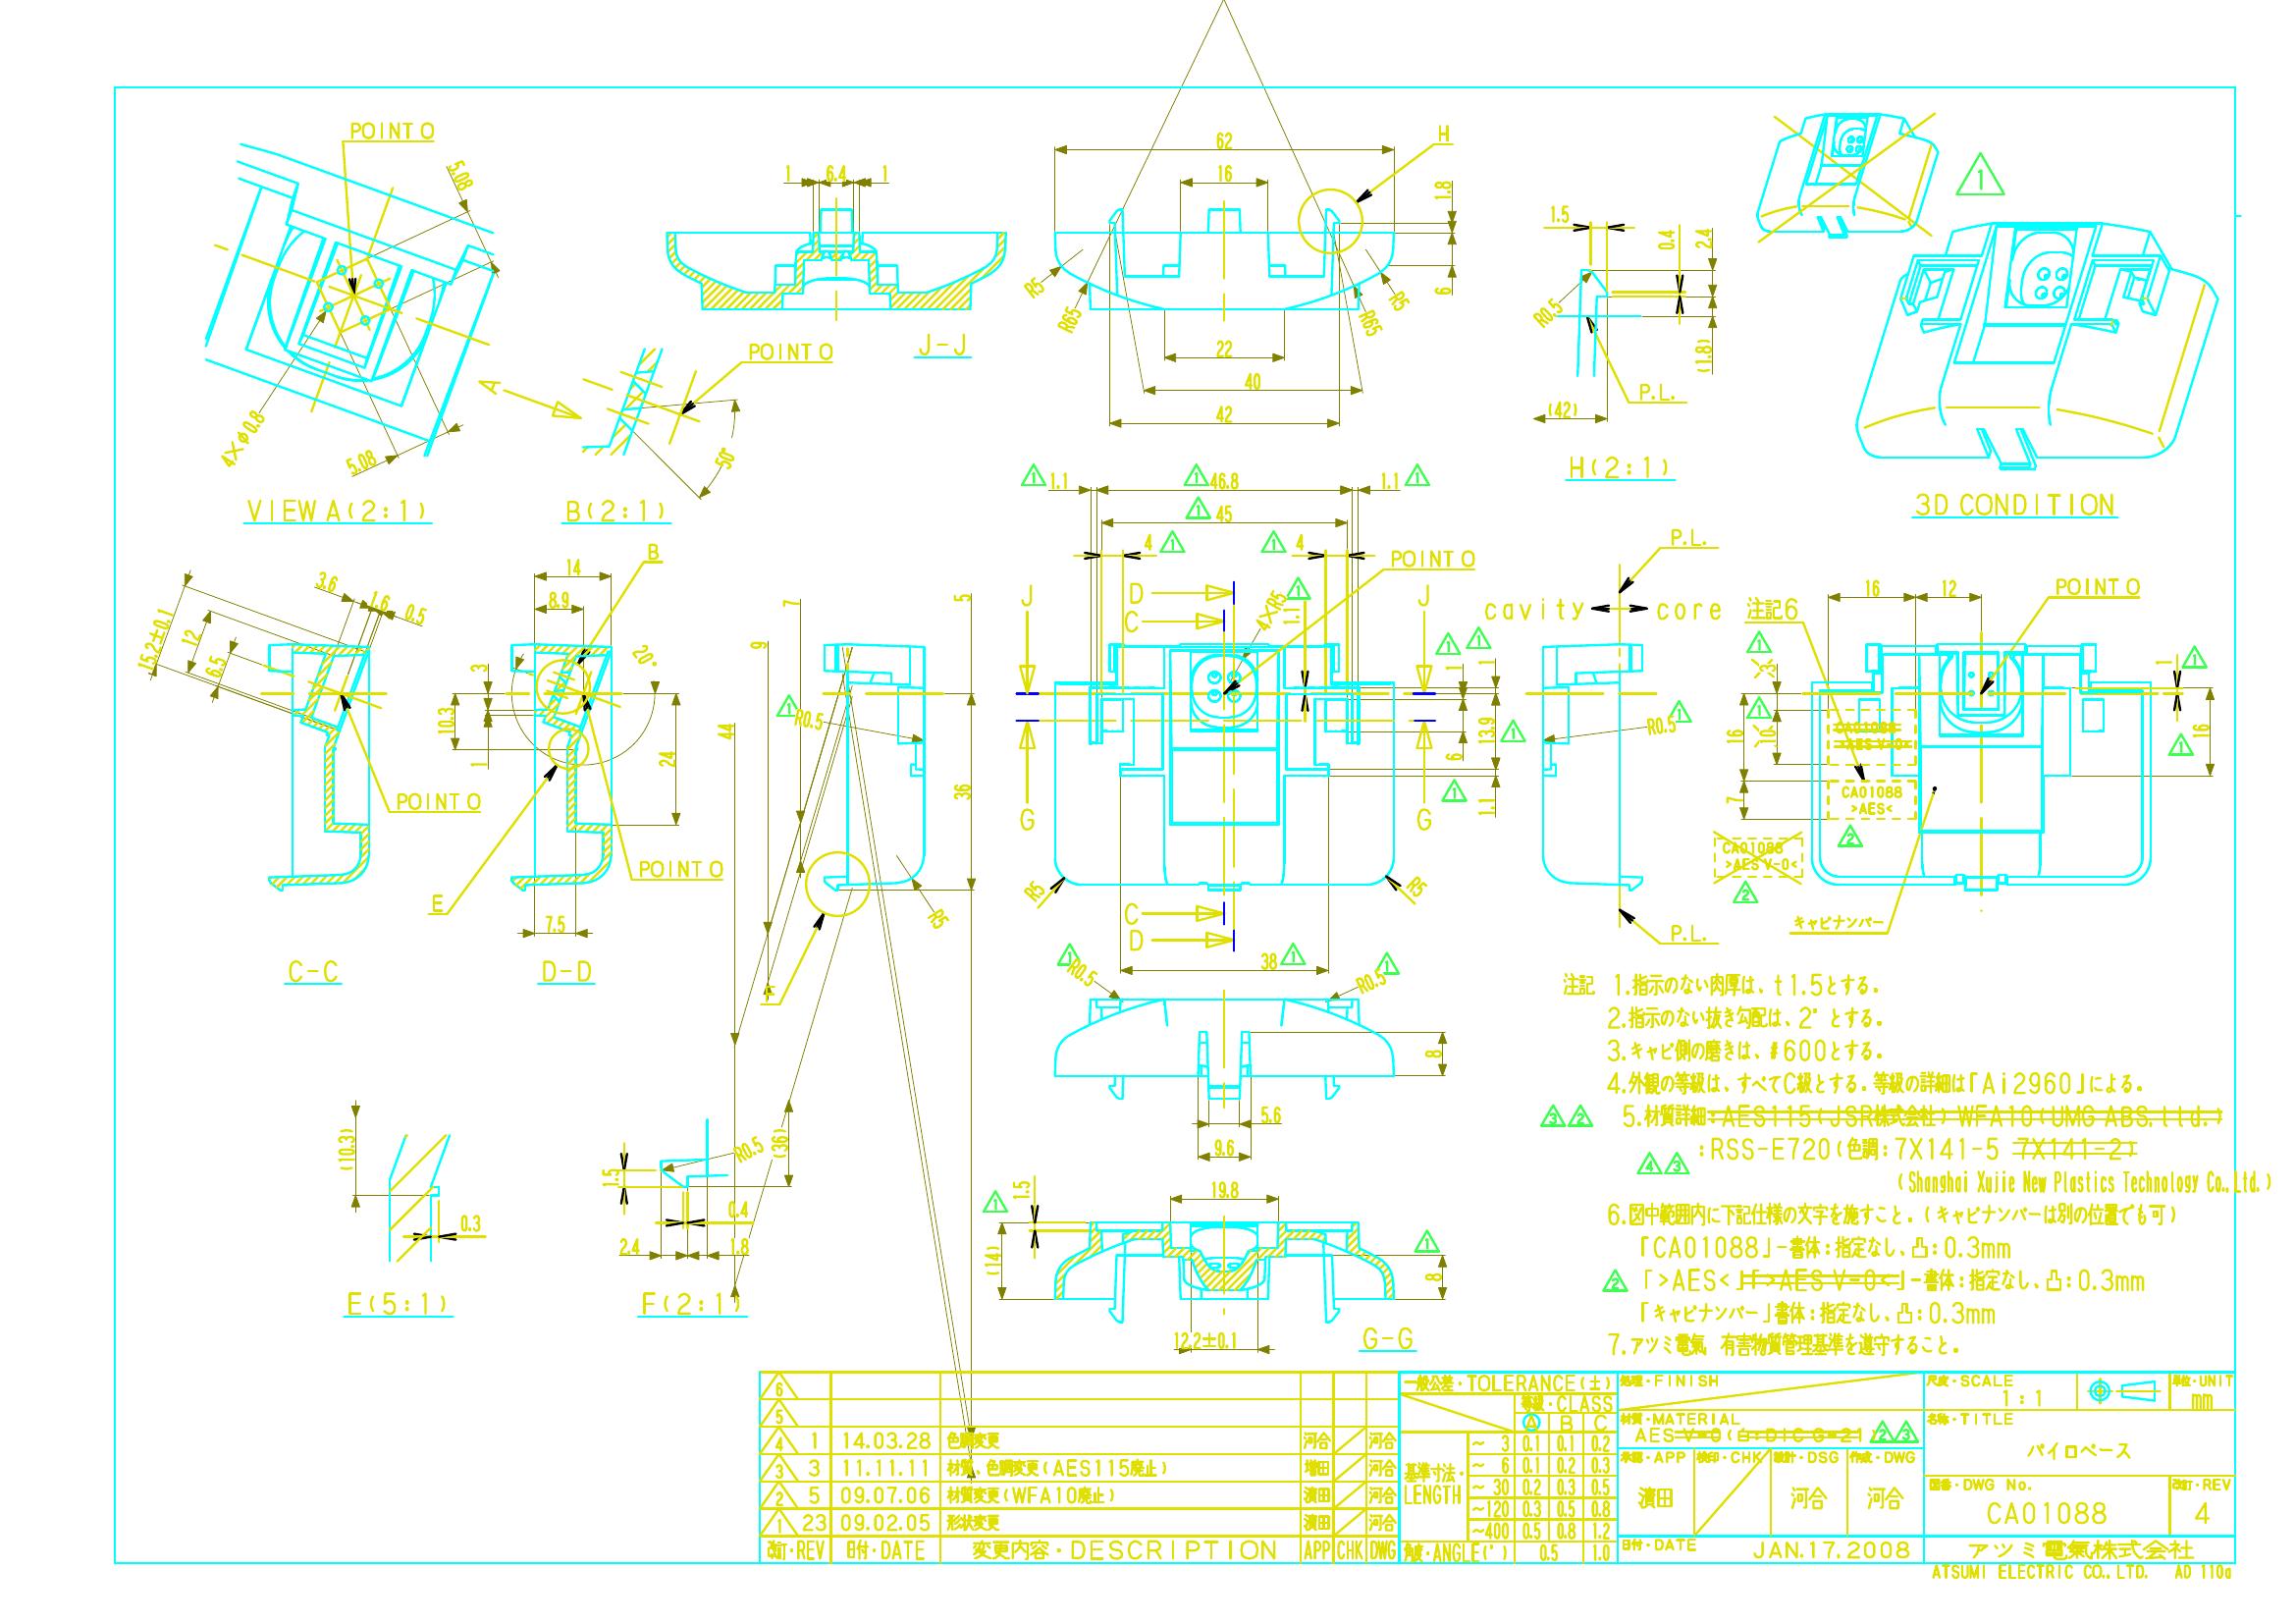 POINT O
5.08
4×φ0.8
5.08
VIEW A(2:1)
A
1
6.4
1
J-J
POINT O
50°
B(2:1)
62
16
H
1.8
6
R5
R65
R65
R5
22
40
42
1.5
0.4
2.4
R0.5
(1.8)
P.L.
(42)
H(2:1)
1
3D CONDITION
15.2±0.1
12
6.5
3.6
1.6
0.5
POINT O
C-C
14
8.9
B
20°
3
10.3
1
24
POINT O
E
7.5
D-D
7
9
44
5
36
1
R0.5
R5
F
1
1.1
1
46.8
1.1
1
1
45
4
1
1
4
POINT O
D
C
4×R5
1
1.1
J
J
1
1
1
1
13.9
1
6
1
1.1
G
G
R5
R5
C
D
38
1
P.L.
cavity
core
R0.5
1
P.L.
注記6
16
12
POINT O
1
3
1
10
16
7
CA01088
>AES V-0<
CA01088
>AES<
2
CA01088
>AES V-0<
2
1
1
16
1
キャビナンバー
1
R0.5
R0.5
1
8
5.6
9.6
1
1.5
19.8
(14)
1
8
12.2±0.1
G-G
(10.3)
0.3
E(5:1)
1.5
R0.5
(36)
0.4
2.4
1.8
F(2:1)
注記 1.指示のない肉厚は、t1.5とする。
2.指示のない抜き勾配は、2°とする。
3.キャビ側の磨きは、#600とする。
4.外観の等級は、すべてC級とする。等級の詳細は「Ai2960」による。
3 2 5.材質詳細:AES115(JSR株式会社) WFA10(UMG ABS,Ltd.)
4 3 :RSS-E720(色調:7X141-5 7X141-2)
(Shanghai Xujie New Plastics Technology Co.,Ltd.)
6.図中範囲内に下記仕様の文字を施すこと。(キャビナンバーは別の位置でも可)
「CA01088」-書体:指定なし、凸:0.3mm
2 「>AES<」「>AES V-0<」-書体:指定なし、凸:0.3mm
「キャビナンバー」書体:指定なし、凸:0.3mm
7.アツミ電氣 有害物質管理基準を遵守すること。
6
5
4 1 14.03.28 色調変更 河合 河合
3 3 11.11.11 材質、色調変更(AES115廃止) 増田 河合
2 5 09.07.06 材質変更(WFA10廃止) 濱田 河合
1 23 09.02.05 形状変更 濱田 河合
改訂・REV 日付・DATE 変更内容・DESCRIPTION APP CHK DWG
一般公差・TOLERANCE(±)
等級・CLASS
A B C
基準寸法・LENGTH
~ 3 0.1 0.1 0.2
~ 6 0.1 0.2 0.3
~ 30 0.2 0.3 0.5
~120 0.3 0.5 0.8
~400 0.5 0.8 1.2
角度・ANGLE(°) 0.5 1.0
処理・FINISH
材質・MATERIAL
AES V-0(白:DIC G-21) 2 3
承認・APP 検印・CHK 設計・DSG 作成・DWG
濱田 河合 河合
日付・DATE JAN.17.2008
尺度・SCALE
1:1
単位・UNIT
mm
名称・TITLE
パイロベース
図番・DWG No.
CA01088
改訂・REV
4
アツミ電氣株式会社
ATSUMI ELECTRIC CO.,LTD. AD 110a